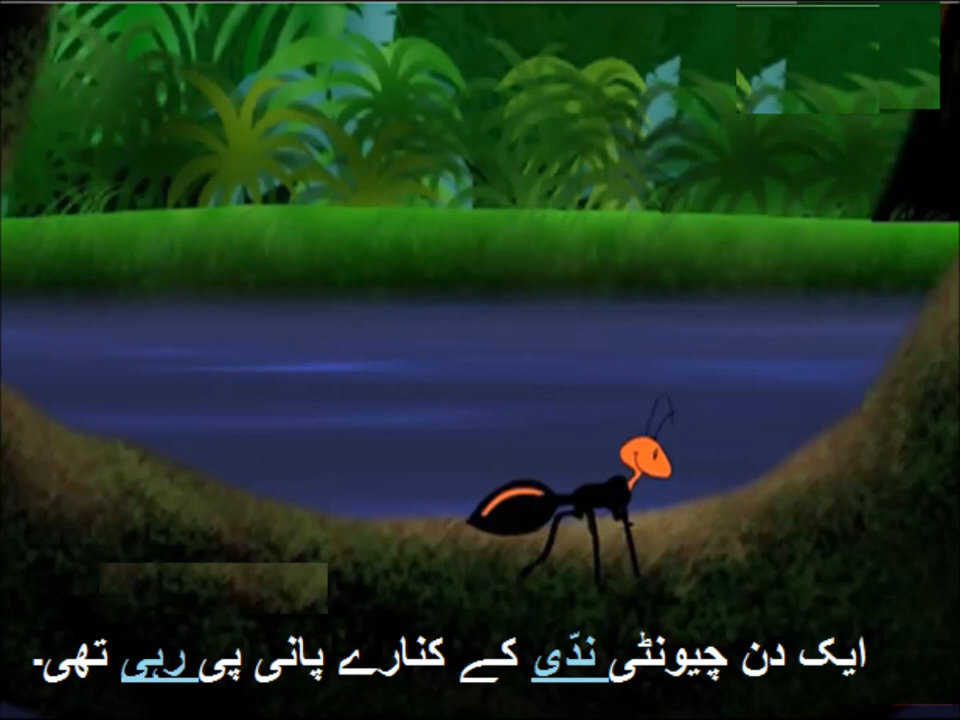 ایک دن چیونٹی ندّی کے کنارے پانی پی رہی تھی۔